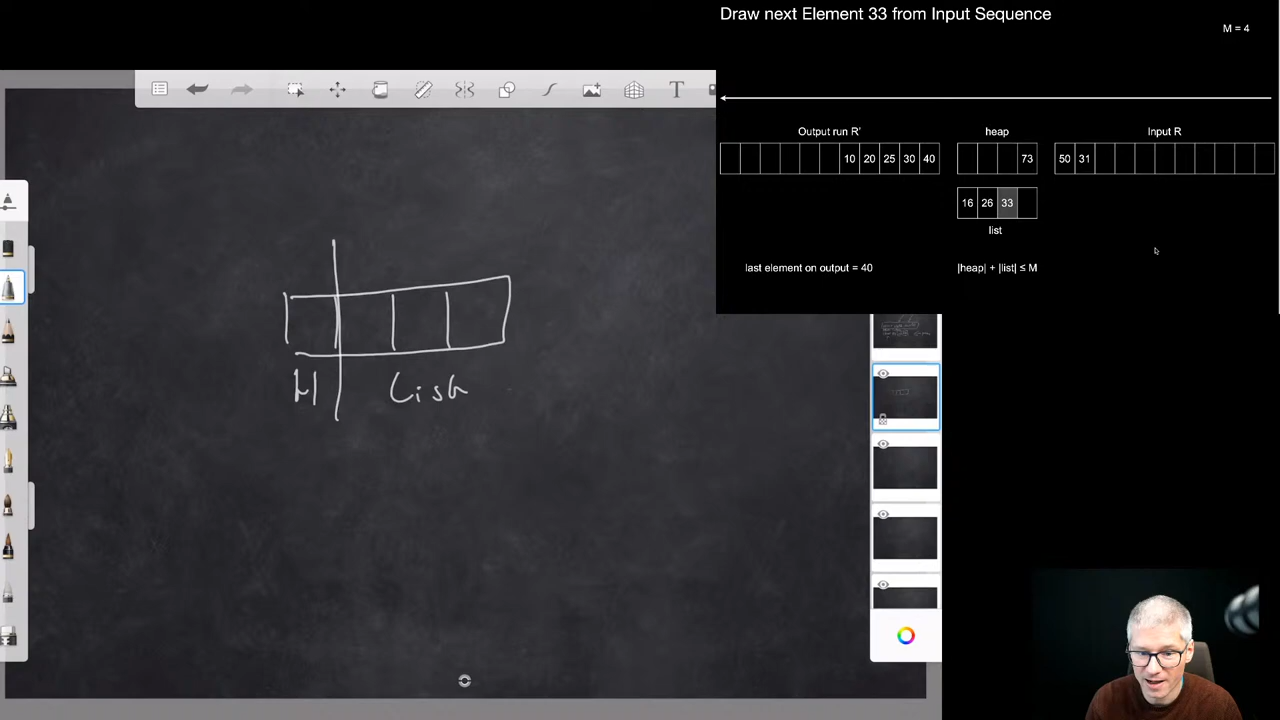 Draw next Element 33 from Input Sequence
M = 4
T
Output run R'
heap
Input R
10 20 25 30 40
73
50 31
16 26 33
list
last element on output = 40
|heap| + |list| ≤ M
H
List